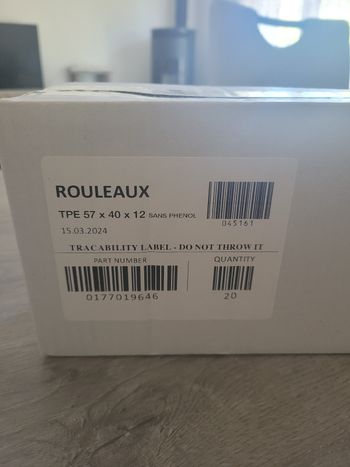 ROULEAUX
TPE 57 x 40 x 12 SANS PHENOL
045161
15.03.2024
TRACABILITY LABEL - DO NOT THROW IT
PART NUMBER
QUANTITY
0177019646
20